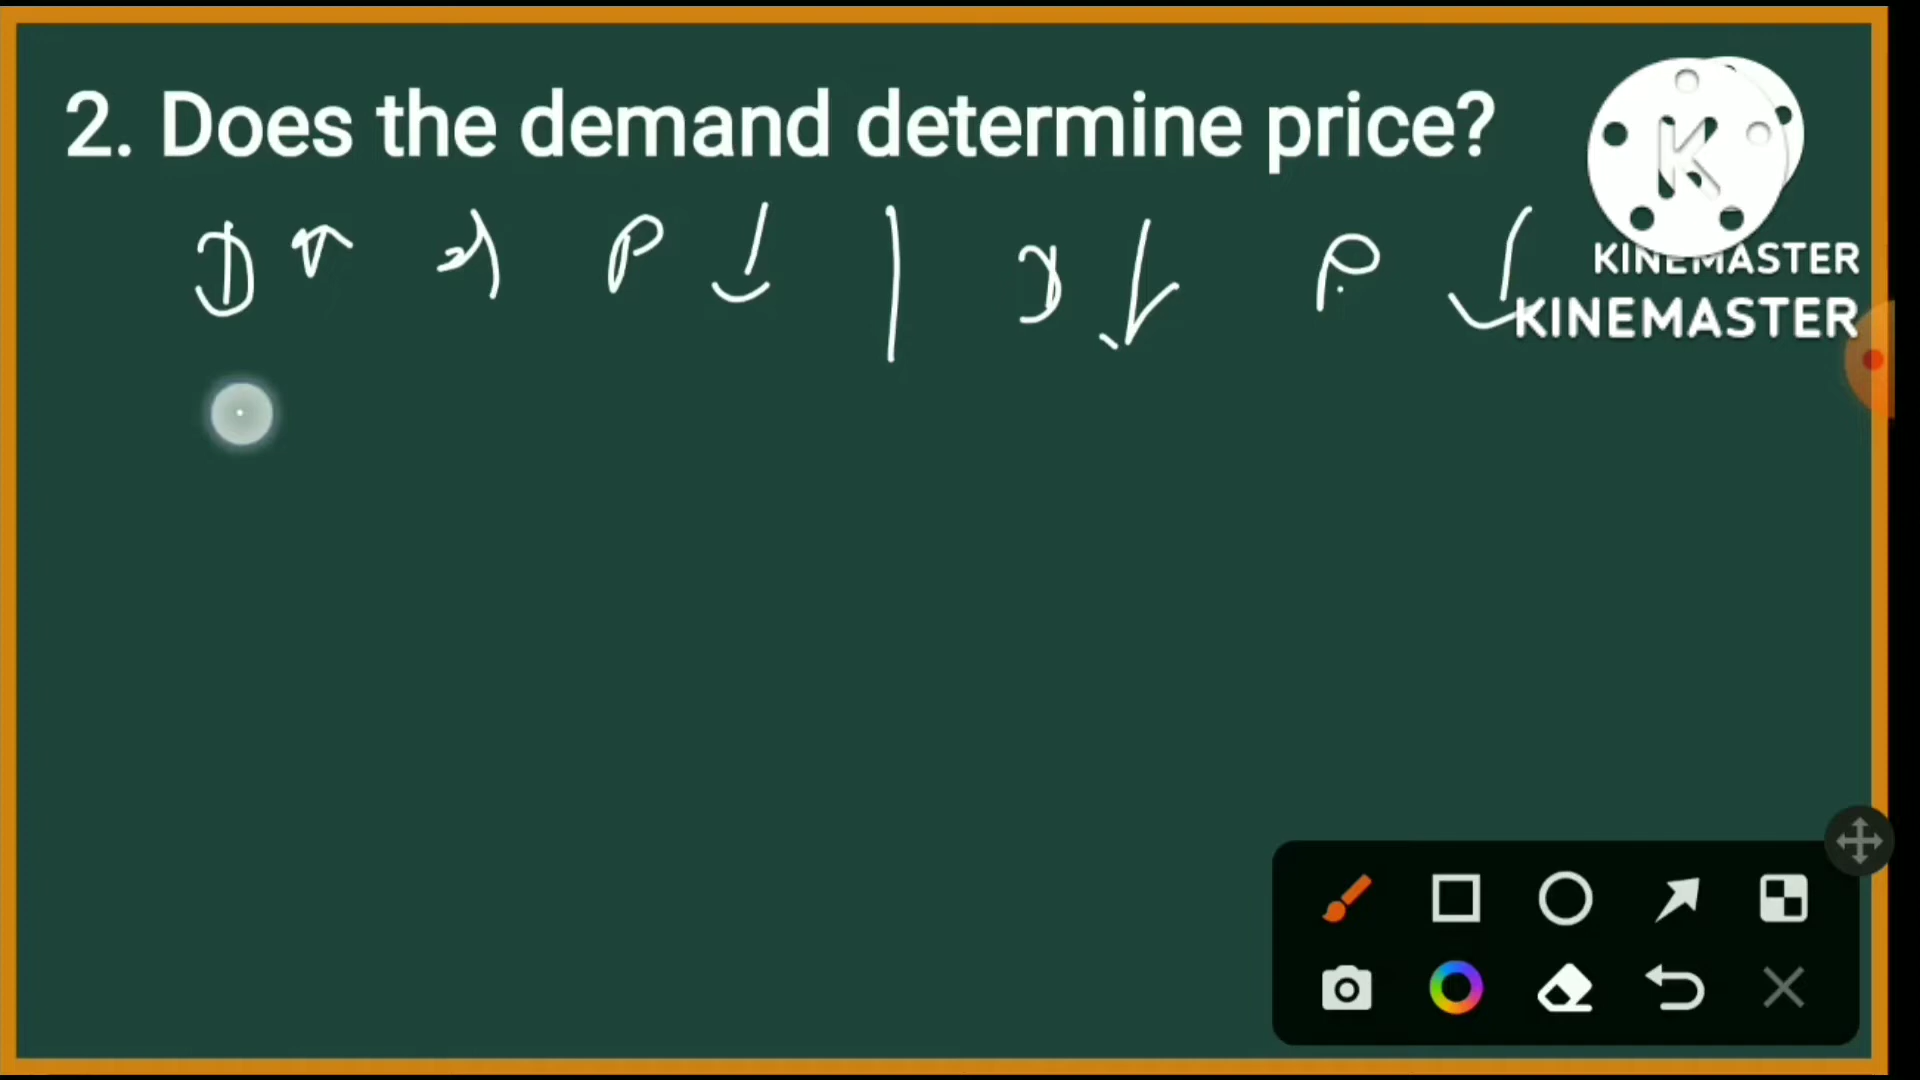 2. Does the demand determine price?
D ↑ P ↓ | D ↓ P ↓
KINEMASTER
KINEMASTER